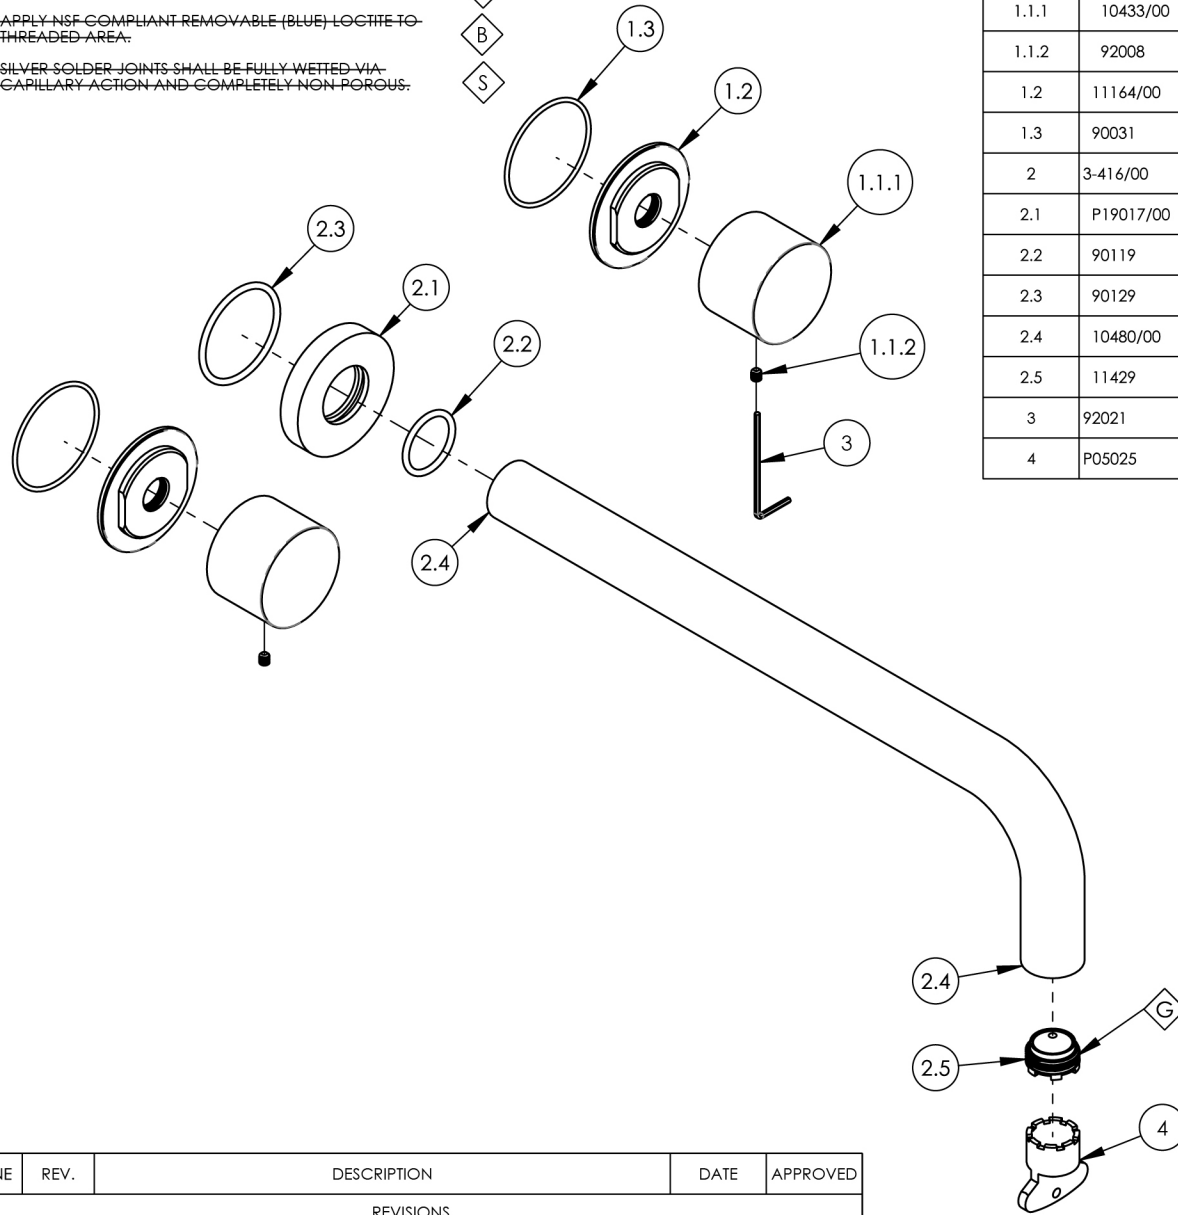 APPLY NSF COMPLIANT REMOVABLE (BLUE) LOCTITE TO
THREADED AREA.
B
SILVER SOLDER JOINTS SHALL BE FULLY WETTED VIA
CAPILLARY ACTION AND COMPLETELY NON POROUS.
S
1.3
1.2
1.1.1
2.3
2.1
2.2
1.1.2
3
2.4
2.4
G
2.5
4
1.1.1 10433/00
1.1.2 92008
1.2 11164/00
1.3 90031
2 3-416/00
2.1 P19017/00
2.2 90119
2.3 90129
2.4 10480/00
2.5 11429
3 92021
4 P05025
REV. DESCRIPTION DATE APPROVED
REVISIONS